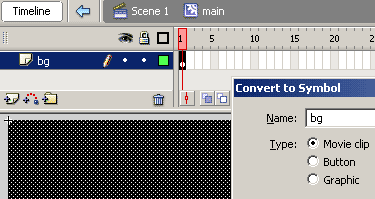 Timeline Scene 1 main
1 5 10 15 20 25
bg
Convert to Symbol
Name: bg
Type: Movie clip
Button
Graphic